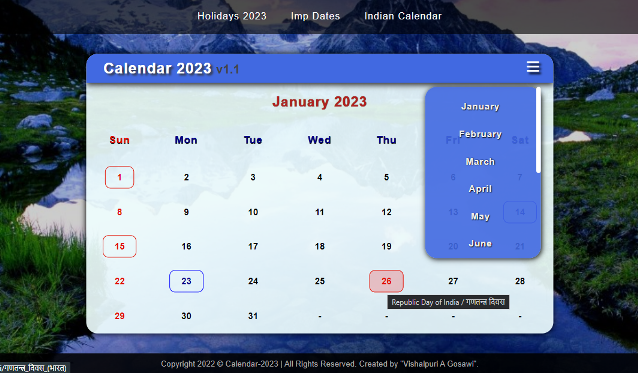 Holidays 2023 Imp Dates Indian Calendar
Calendar 2023 v1.1
January 2023
January
February
March
April
May
June
Sun Mon Tue Wed Thu Fri Sat
1 2 3 4 5 6 7
8 9 10 11 12 13 14
15 16 17 18 19 20 21
22 23 24 25 26 27 28
Republic Day of India / गणतन्त्र दिवस
29 30 31 - - - -
Copyright 2022 © Calendar-2023 | All Rights Reserved. Created by "Vishalpuri A Gosawi".
/गणतन्त्र_दिवस_(भारत)